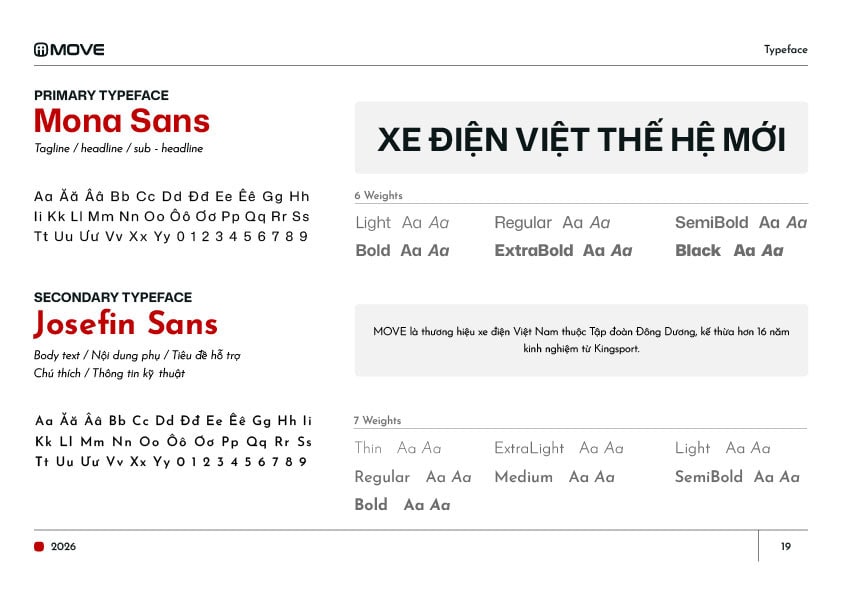 MOVE
Typeface
PRIMARY TYPEFACE
Mona Sans
Tagline / headline / sub - headline
Aa Ăă Ââ Bb Cc Dd Đđ Ee Êê Gg Hh
Ii Kk Ll Mm Nn Oo Ôô Ơơ Pp Qq Rr Ss
Tt Uu Ưư Vv Xx Yy 0 1 2 3 4 5 6 7 8 9
XE ĐIỆN VIỆT THẾ HỆ MỚI
6 Weights
Light Aa Aa Regular Aa Aa SemiBold Aa Aa
Bold Aa Aa ExtraBold Aa Aa Black Aa Aa
SECONDARY TYPEFACE
Josefin Sans
Body text / Nội dung phụ / Tiêu đề hỗ trợ
Chú thích / Thông tin kỹ thuật
Aa Ăă Ââ Bb Cc Dd Đđ Ee Êê Gg Hh Ii
Kk Ll Mm Nn Oo Ôô Ơơ Pp Qq Rr Ss
Tt Uu Ưư Vv Xx Yy 0 1 2 3 4 5 6 7 8 9
MOVE là thương hiệu xe điện Việt Nam thuộc Tập đoàn Đông Dương, kế thừa hơn 16 năm
kinh nghiệm từ Kingsport.
7 Weights
Thin Aa Aa ExtraLight Aa Aa Light Aa Aa
Regular Aa Aa Medium Aa Aa SemiBold Aa Aa
Bold Aa Aa
2026
19